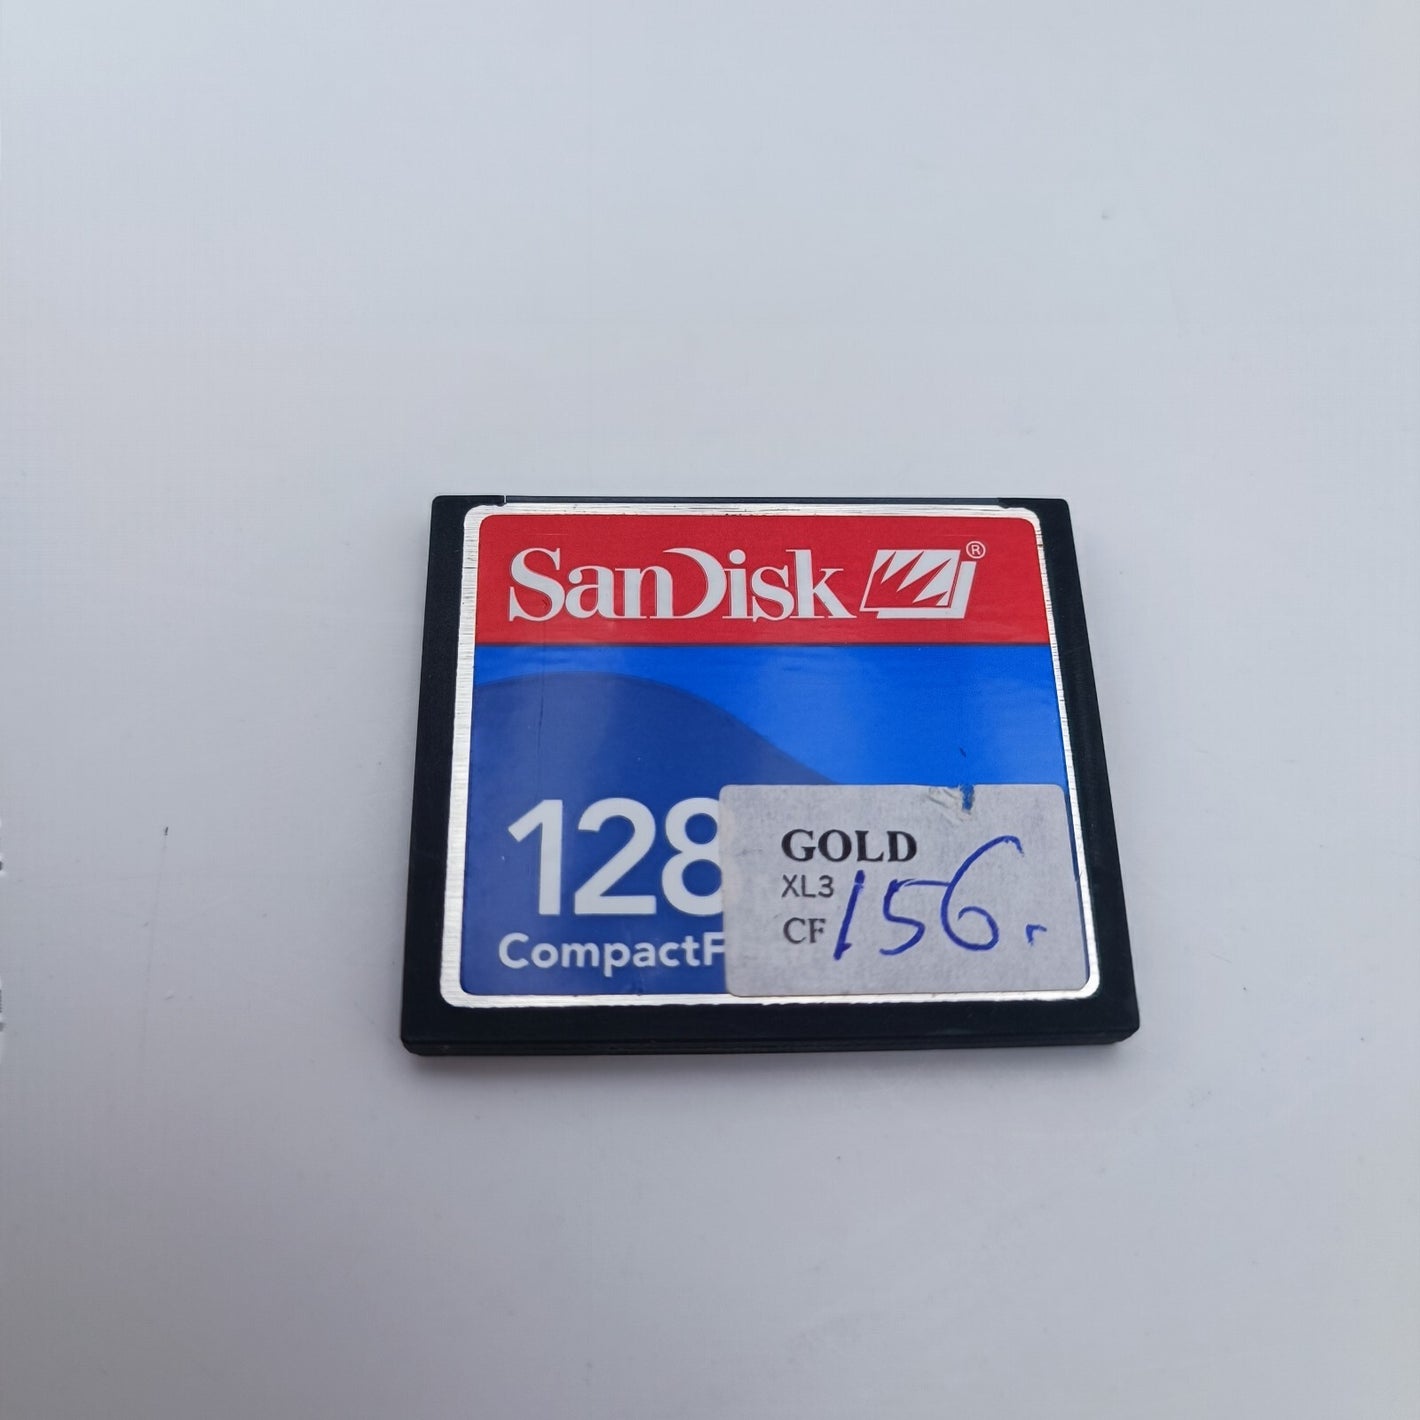 SanDisk ®
128
CompactF
GOLD
XL3
CF 156.